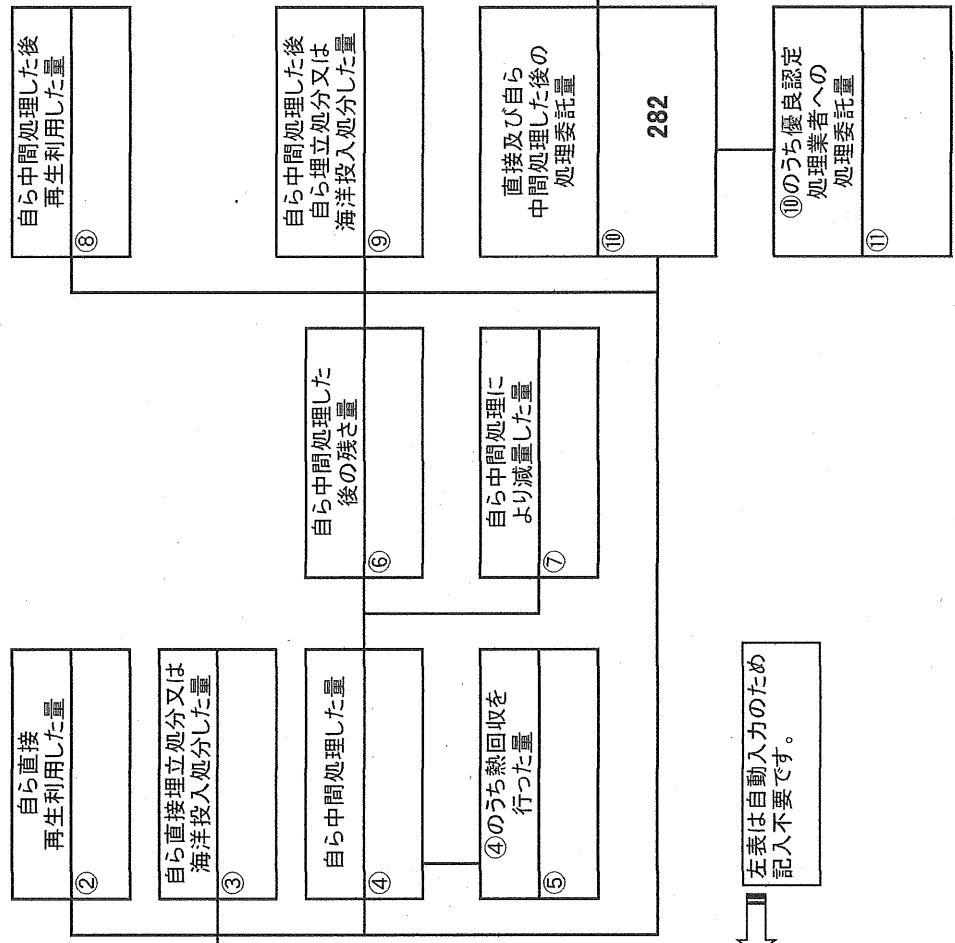 自ら直接
再生利用した量
②
自ら直接埋立処分又は
海洋投入処分した量
③
自ら中間処理した量
④
④のうち熱回収を
行った量
⑤
自ら中間処理した
後の残さ量
⑥
自ら中間処理に
より減量した量
⑦
自ら中間処理した後
再生利用した量
⑧
自ら中間処理した後
自ら埋立処分又は
海洋投入処分した量
⑨
直接及び自ら
中間処理した後の
処理委託量
⑩
282
⑩のうち優良認定
処理業者への
処理委託量
⑪
左表は自動入力のため
記入不要です。